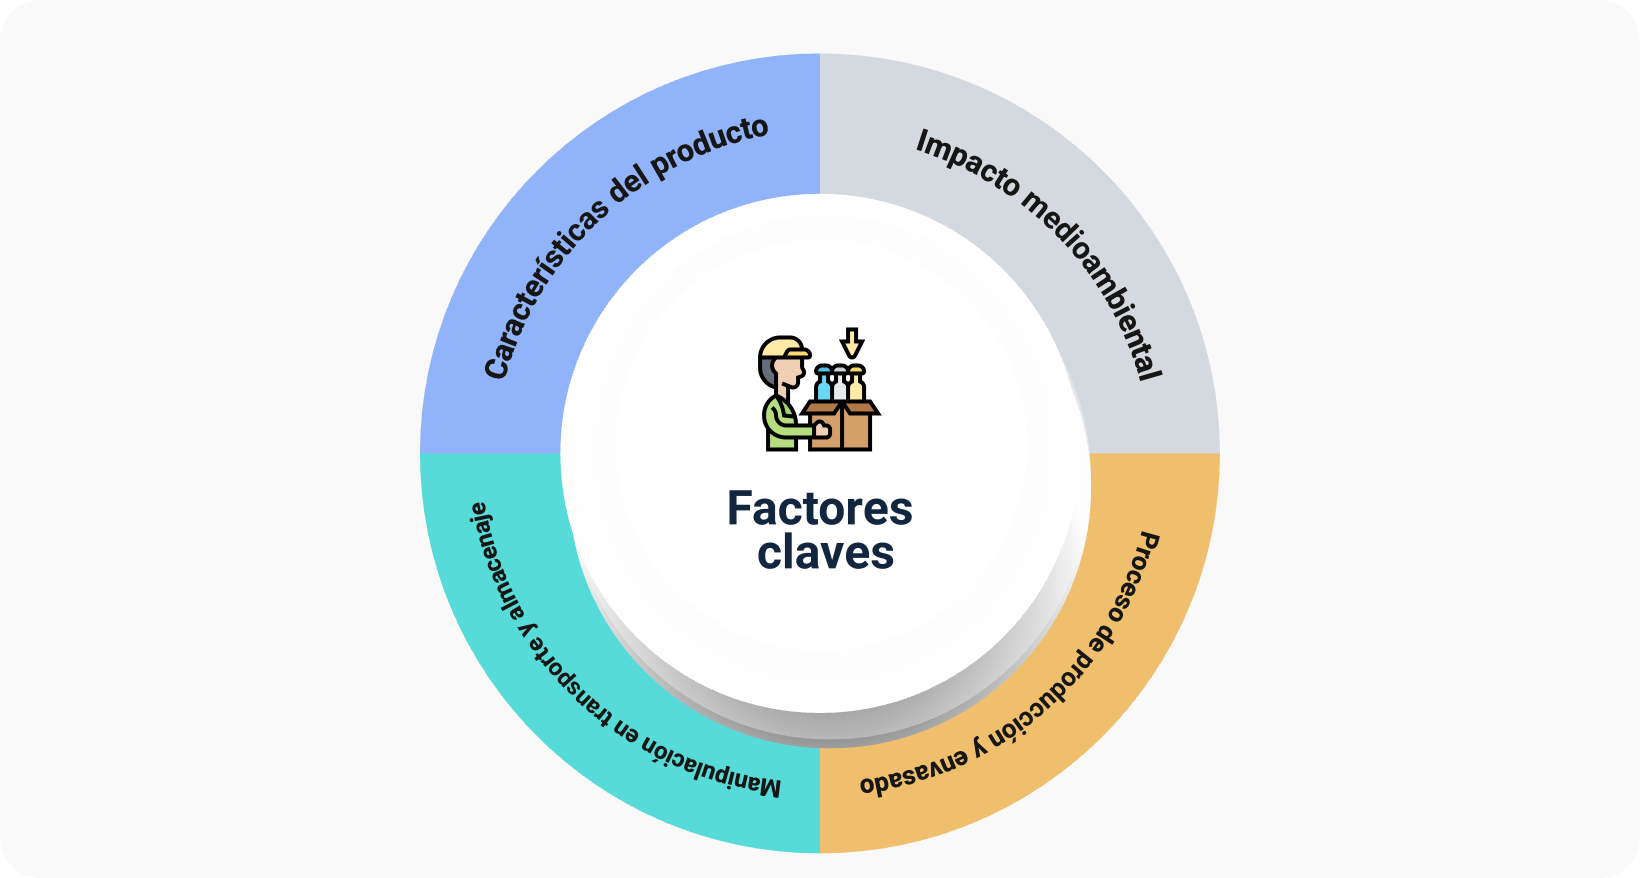 Características del producto
Impacto medioambiental
Proceso de producción y envasado
Manipulación en transporte y almacenaje
Factores
claves